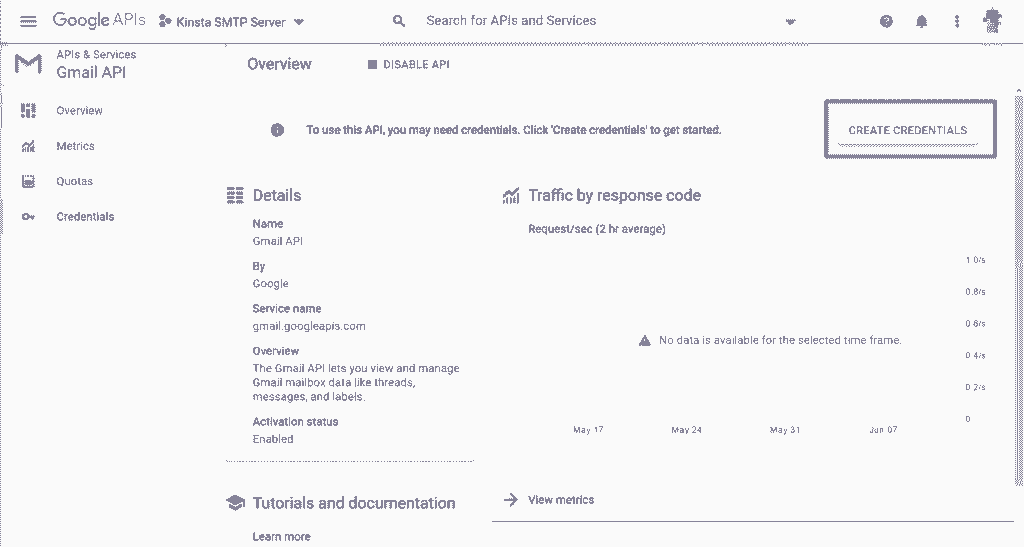 Google APIs
Kinsta SMTP Server
Search for APIs and Services
APIs & Services
Gmail API
Overview
DISABLE API
Overview
Metrics
Quotas
Credentials
To use this API, you may need credentials. Click 'Create credentials' to get started.
CREATE CREDENTIALS
Details
Name
Gmail API
By
Google
Service name
gmail.googleapis.com
Overview
The Gmail API lets you view and manage
Gmail mailbox data like threads,
messages, and labels.
Activation status
Enabled
Tutorials and documentation
Learn more
Traffic by response code
Request/sec (2 hr average)
1.0/s
0.8/s
0.6/s
0.4/s
0.2/s
0
No data is available for the selected time frame.
May 17
May 24
May 31
Jun 07
View metrics